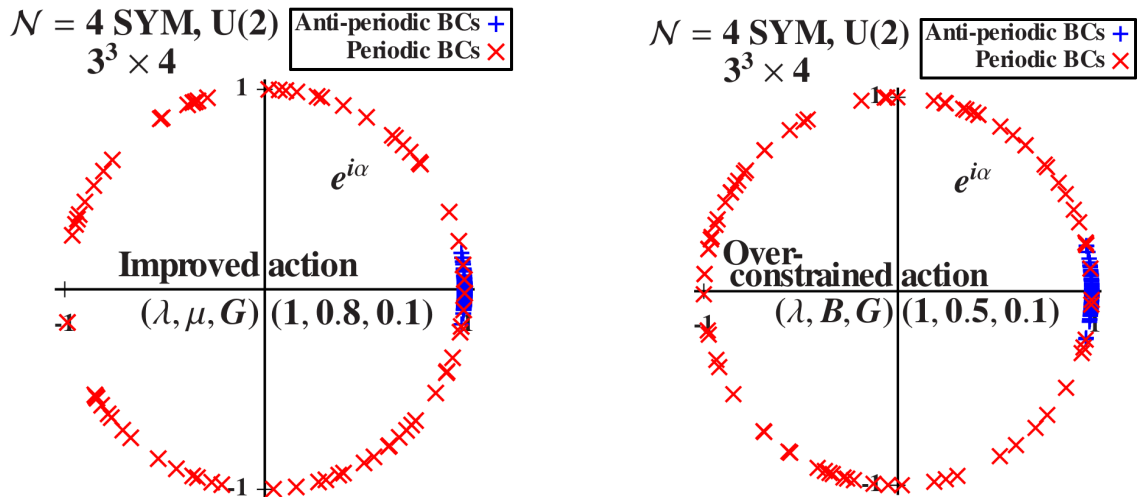 𝒩 = 4 SYM, U(2)
3³ × 4
Anti-periodic BCs
Periodic BCs
1
e^{iα}
Improved action
-1
(λ, μ, G)
(1, 0.8, 0.1)
1
-1
𝒩 = 4 SYM, U(2)
3³ × 4
Anti-periodic BCs
Periodic BCs
1
e^{iα}
Over-
constrained action
-1
(λ, B, G)
(1, 0.5, 0.1)
1
-1